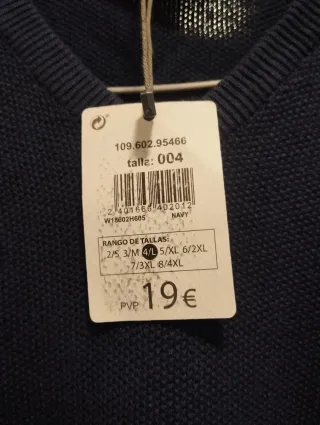 109.602.95466
talla: 004
2 401666 402012
W18602H605 NAVY
RANGO DE TALLAS:
2/S 3/M 4/L 5/XL 6/2XL
7/3XL 8/4XL
PVP 19€